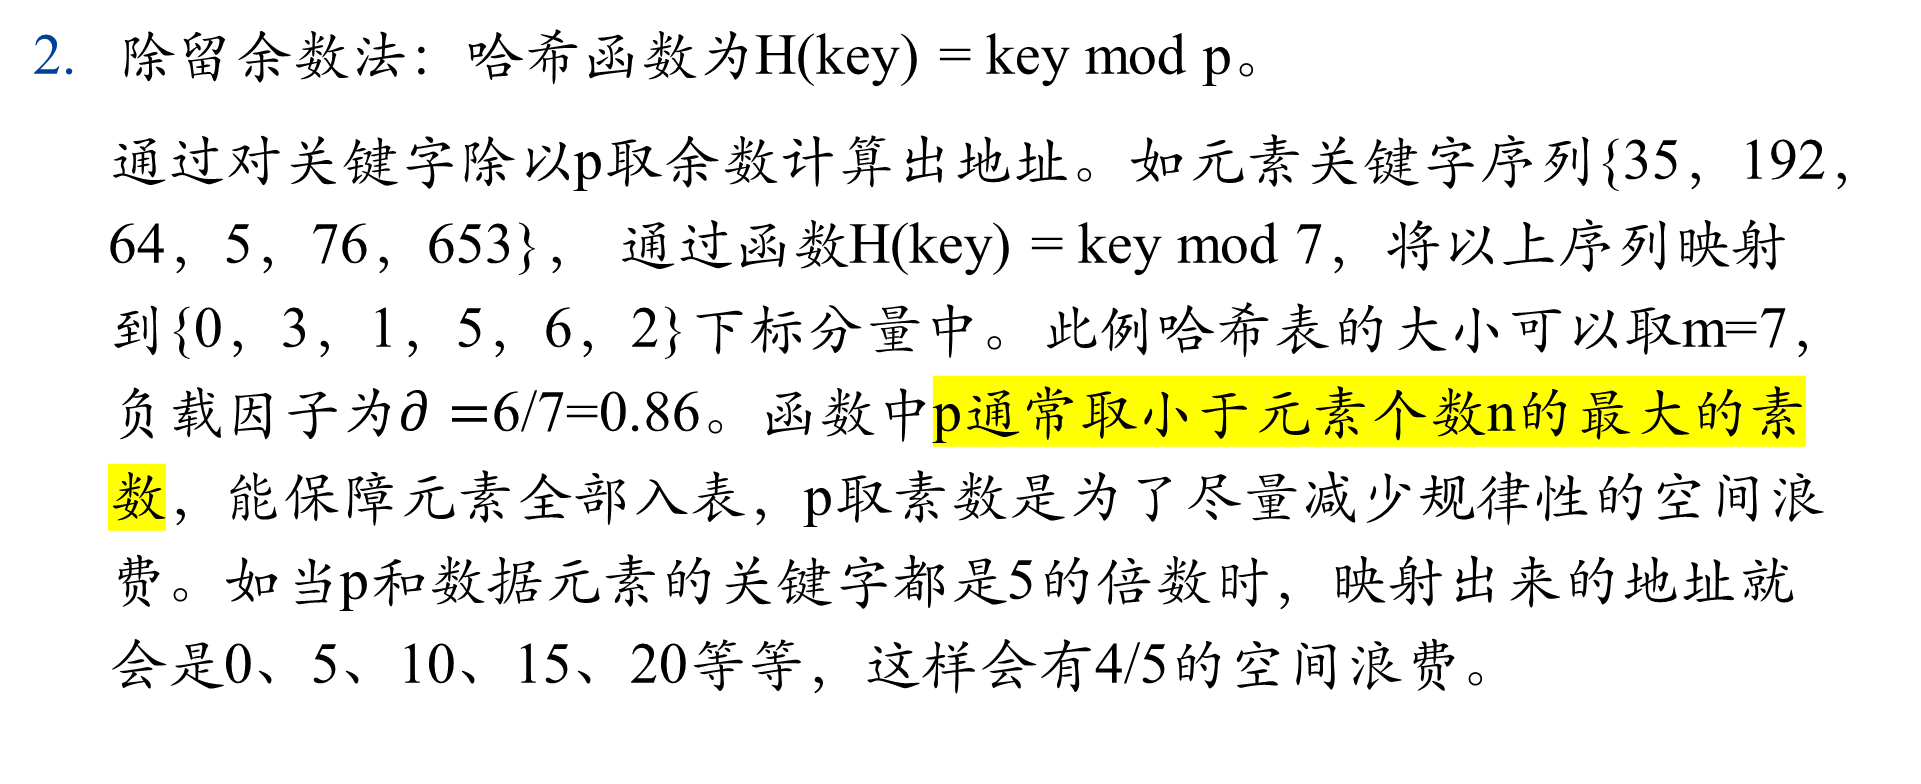 2. 除留余数法：哈希函数为H(key) = key mod p。
通过对关键字除以p取余数计算出地址。如元素关键字序列{35，192，
64，5，76，653}， 通过函数H(key) = key mod 7，将以上序列映射
到{0，3，1，5，6，2}下标分量中。此例哈希表的大小可以取m=7，
负载因子为∂ =6/7=0.86。函数中p通常取小于元素个数n的最大的素
数，能保障元素全部入表，p取素数是为了尽量减少规律性的空间浪
费。如当p和数据元素的关键字都是5的倍数时，映射出来的地址就
会是0、5、10、15、20等等，这样会有4/5的空间浪费。